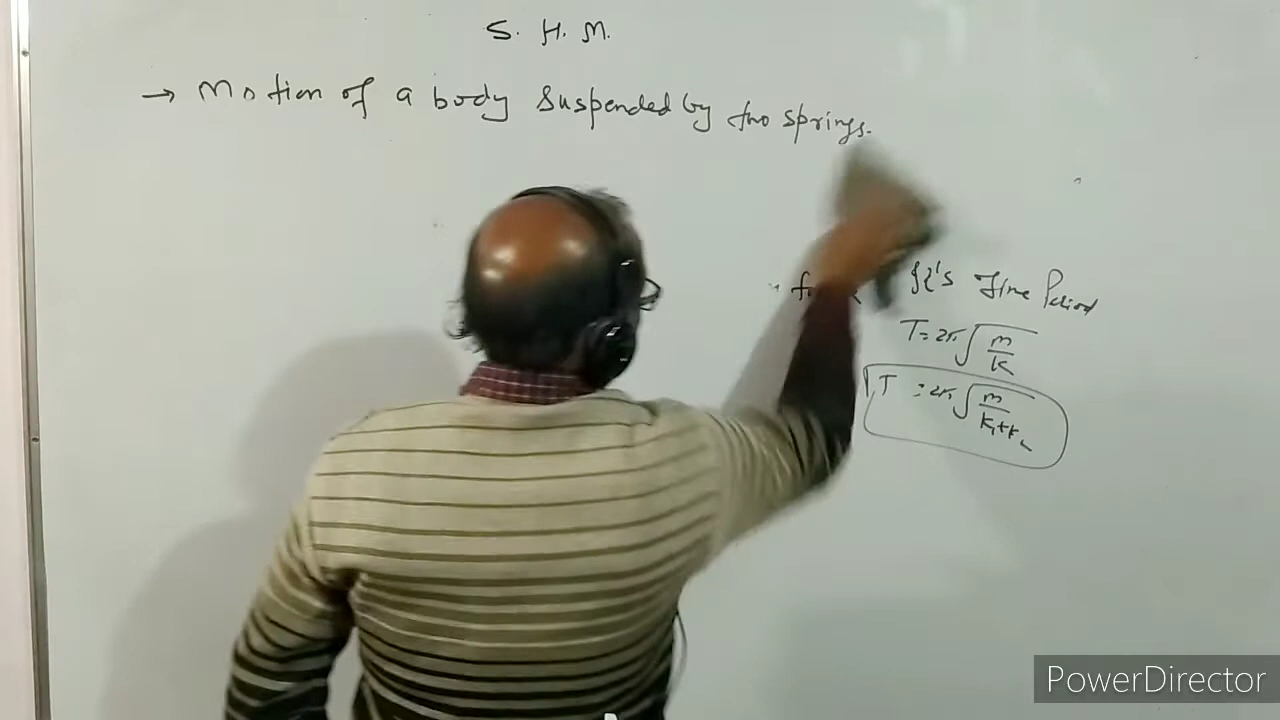 S. H. M.
→ Motion of a body Suspended by two springs.
It's Time Period
T = 2π√(m/K)
T = 2π√(m/(K₁+K₂))
PowerDirector